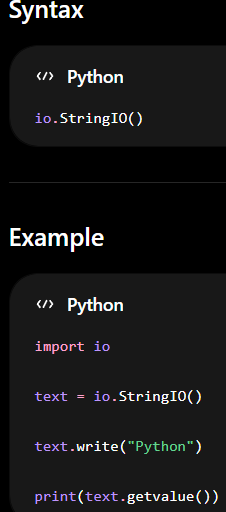 Syntax
Python
io.StringIO()
Example
Python
import io
text = io.StringIO()
text.write("Python")
print(text.getvalue())